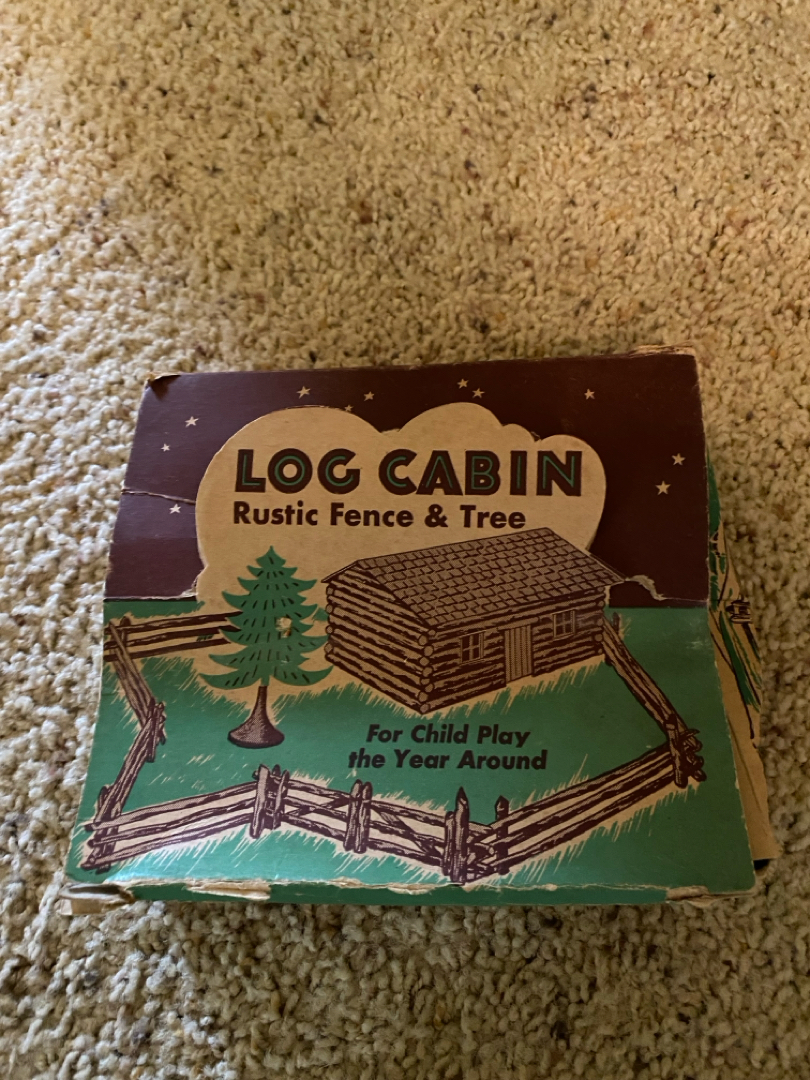 LOG CABIN
Rustic Fence & Tree
For Child Play
the Year Around